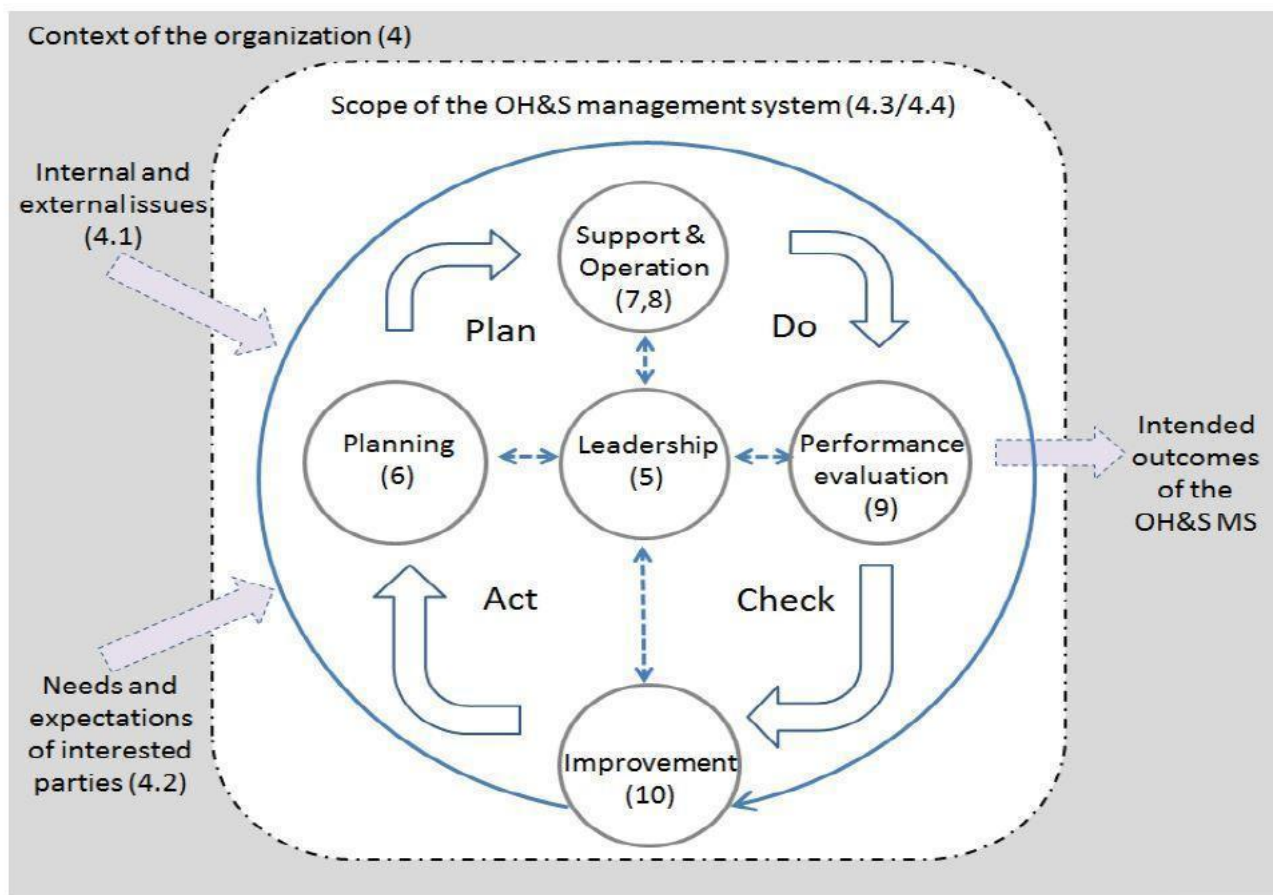 Context of the organization (4)
Scope of the OH&S management system (4.3/4.4)
Internal and
external issues
(4.1)
Support &
Operation
(7,8)
Plan
Do
Planning
(6)
Leadership
(5)
Performance
evaluation
(9)
Intended
outcomes
of the
OH&S MS
Act
Check
Needs and
expectations
of interested
parties (4.2)
Improvement
(10)